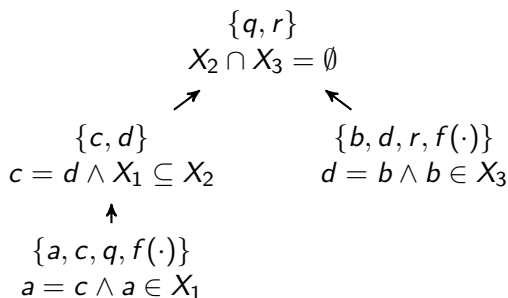 {q, r}
X₂ ∩ X₃ = ∅
{c, d}
c = d ∧ X₁ ⊆ X₂
{b, d, r, f(·)}
d = b ∧ b ∈ X₃
{a, c, q, f(·)}
a = c ∧ a ∈ X₁